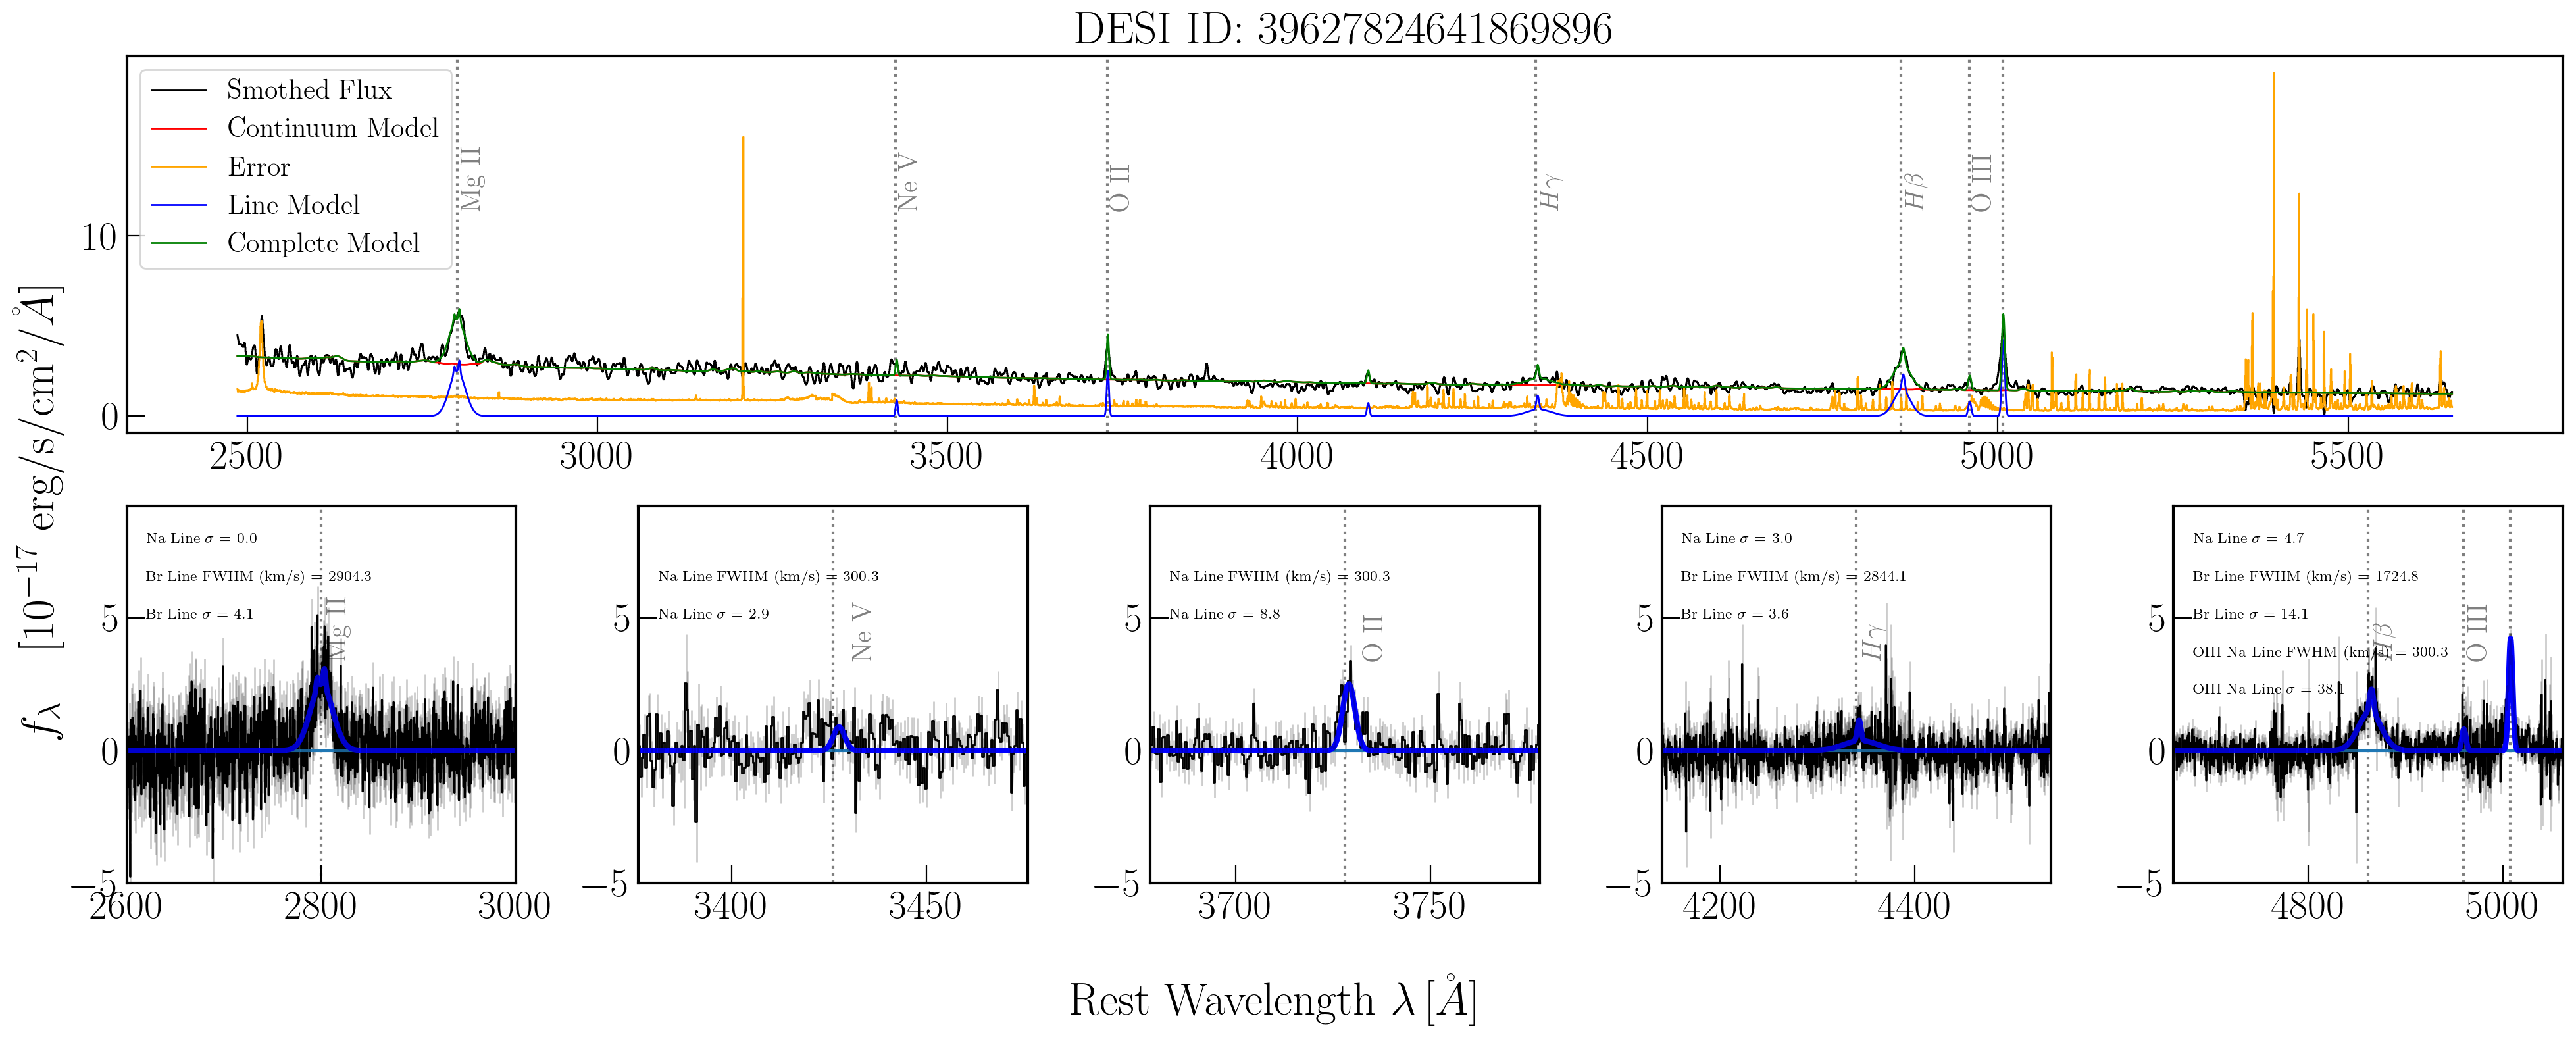 DESI ID: 39627824641869896
Smothed Flux
Continuum Model
Error
Line Model
Complete Model
Mg II
Ne V
O II
Hγ
Hβ
O III
10
0
2500 3000 3500 4000 4500 5000 5500
f_λ [10^{-17} erg/s/cm²/Å]
Na Line σ = 0.0
Br Line FWHM (km/s) = 2904.3
Br Line σ = 4.1
Mg II
5
0
−5
2600 2800 3000
Na Line FWHM (km/s) = 300.3
Na Line σ = 2.9
Ne V
5
0
−5
3400 3450
Na Line FWHM (km/s) = 300.3
Na Line σ = 8.8
O II
5
0
−5
3700 3750
Na Line σ = 3.0
Br Line FWHM (km/s) = 2844.1
Br Line σ = 3.6
Hγ
5
0
−5
4200 4400
Na Line σ = 4.7
Br Line FWHM (km/s) = 1724.8
Br Line σ = 14.1
OIII Na Line FWHM (km/s) = 300.3
OIII Na Line σ = 38.1
Hβ
O III
5
0
−5
4800 5000
Rest Wavelength λ [Å]